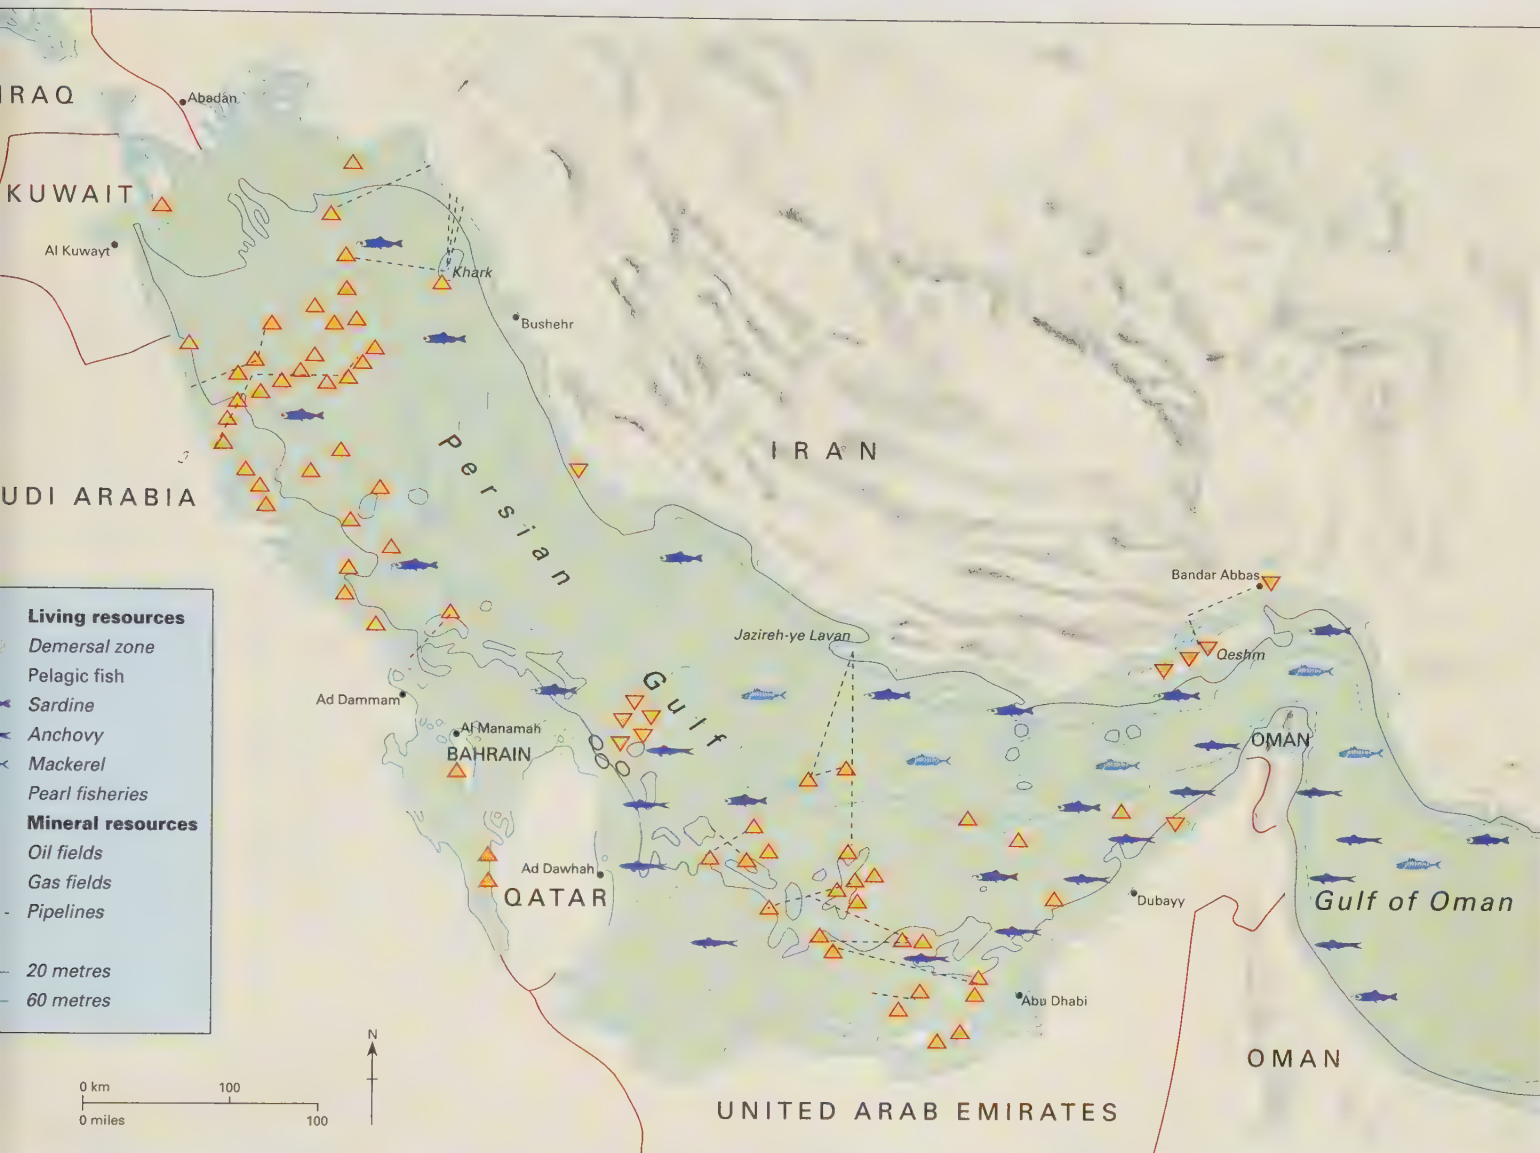 IRAQ
Abadan
KUWAIT
Al Kuwayt
Khark
Bushehr
IRAN
Persian
Gulf
UDI ARABIA
Bandar Abbas
Qeshm
Jazireh-ye Lavan
Ad Dammam
Al Manamah
BAHRAIN
OMAN
Ad Dawhah
QATAR
Dubayy
Gulf of Oman
Abu Dhabi
OMAN
UNITED ARAB EMIRATES
Living resources
Demersal zone
Pelagic fish
Sardine
Anchovy
Mackerel
Pearl fisheries
Mineral resources
Oil fields
Gas fields
Pipelines
20 metres
60 metres
N
0 km 100
0 miles 100